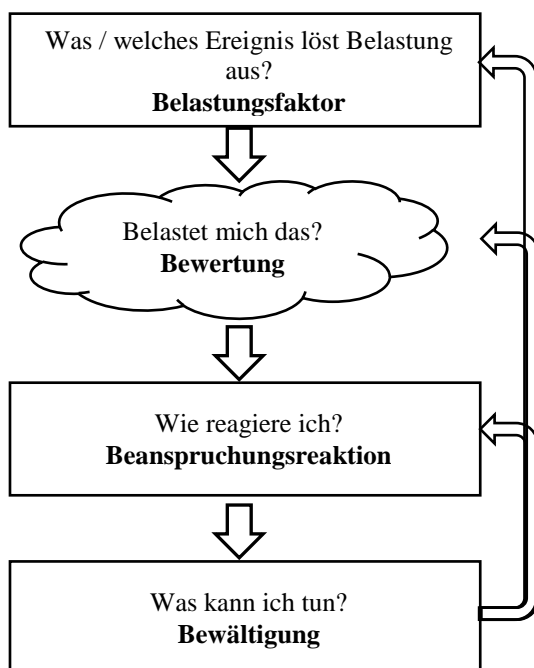 Was / welches Ereignis löst Belastung
aus?
Belastungsfaktor
Belastet mich das?
Bewertung
Wie reagiere ich?
Beanspruchungsreaktion
Was kann ich tun?
Bewältigung